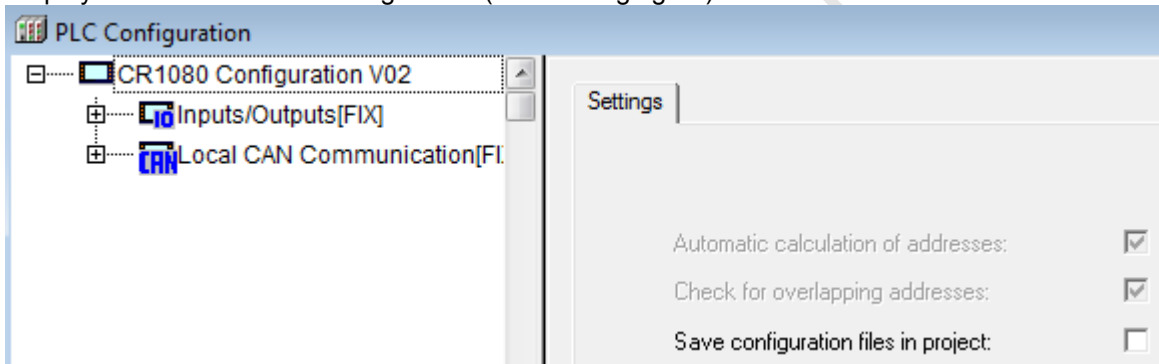 PLC Configuration
CR1080 Configuration V02
Inputs/Outputs[FIX]
Local CAN Communication[FI
Settings
Automatic calculation of addresses:
Check for overlapping addresses:
Save configuration files in project: